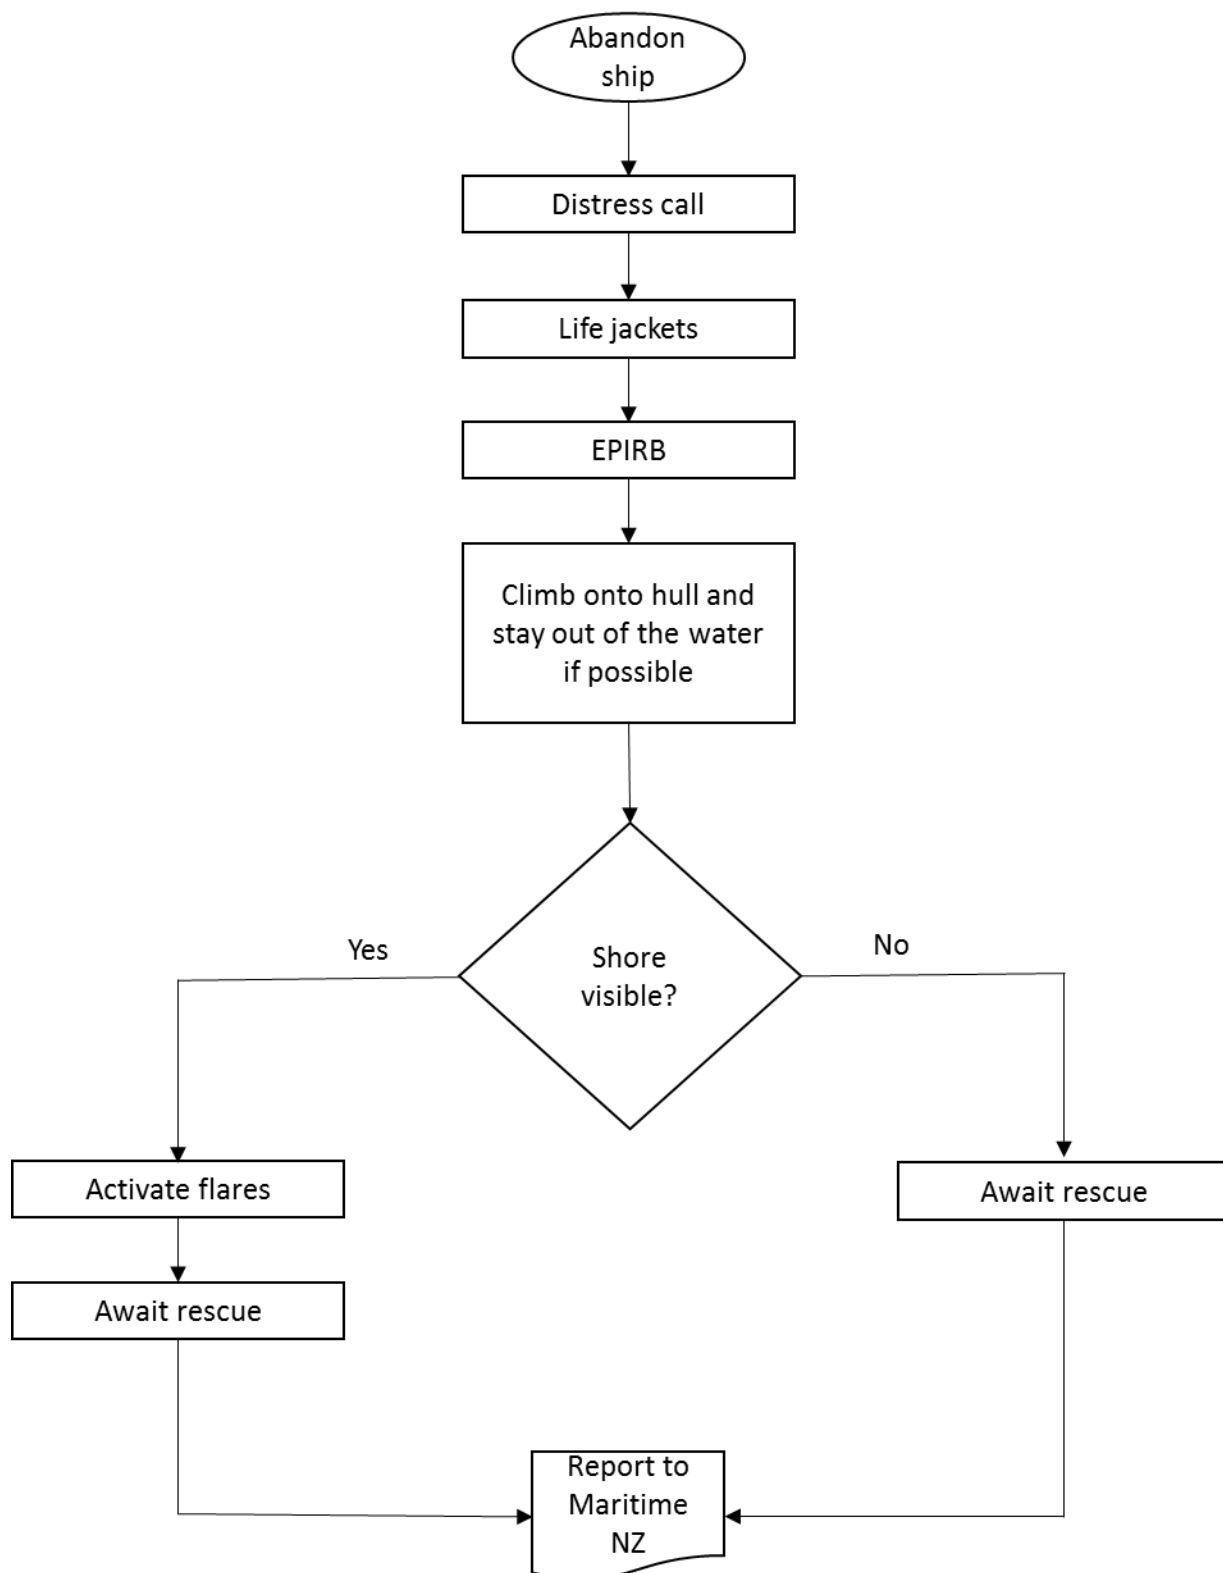 Abandon
ship
Distress call
Life jackets
EPIRB
Climb onto hull and
stay out of the water
if possible
Shore
visible?
Yes
No
Activate flares
Await rescue
Await rescue
Report to
Maritime
NZ